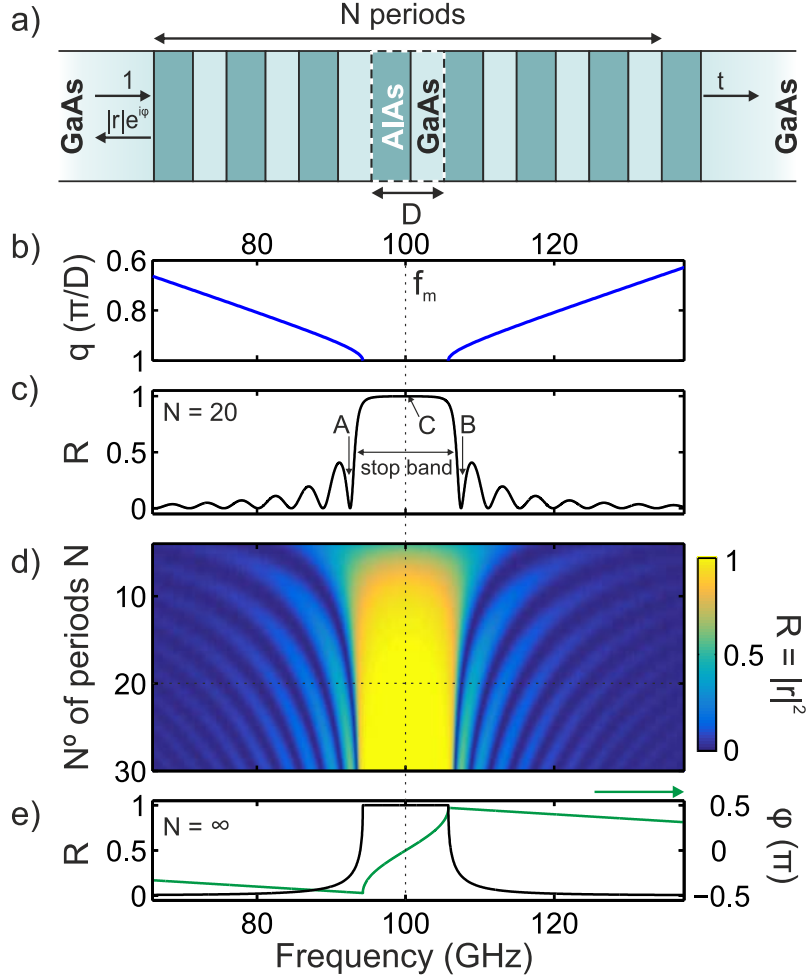 a)
N periods
GaAs
1
|r|e^{iφ}
AlAs
GaAs
t
GaAs
D
b)
80 100 120
0.6
0.8
1
q (π/D)
f_m
c)
1
0.5
0
R
N = 20
A
C
B
stop band
d)
10
20
30
Nº of periods N
1
0.5
0
R = |r|²
e)
1
0.5
0
R
N = ∞
0.5
0
−0.5
φ (π)
80 100 120
Frequency (GHz)